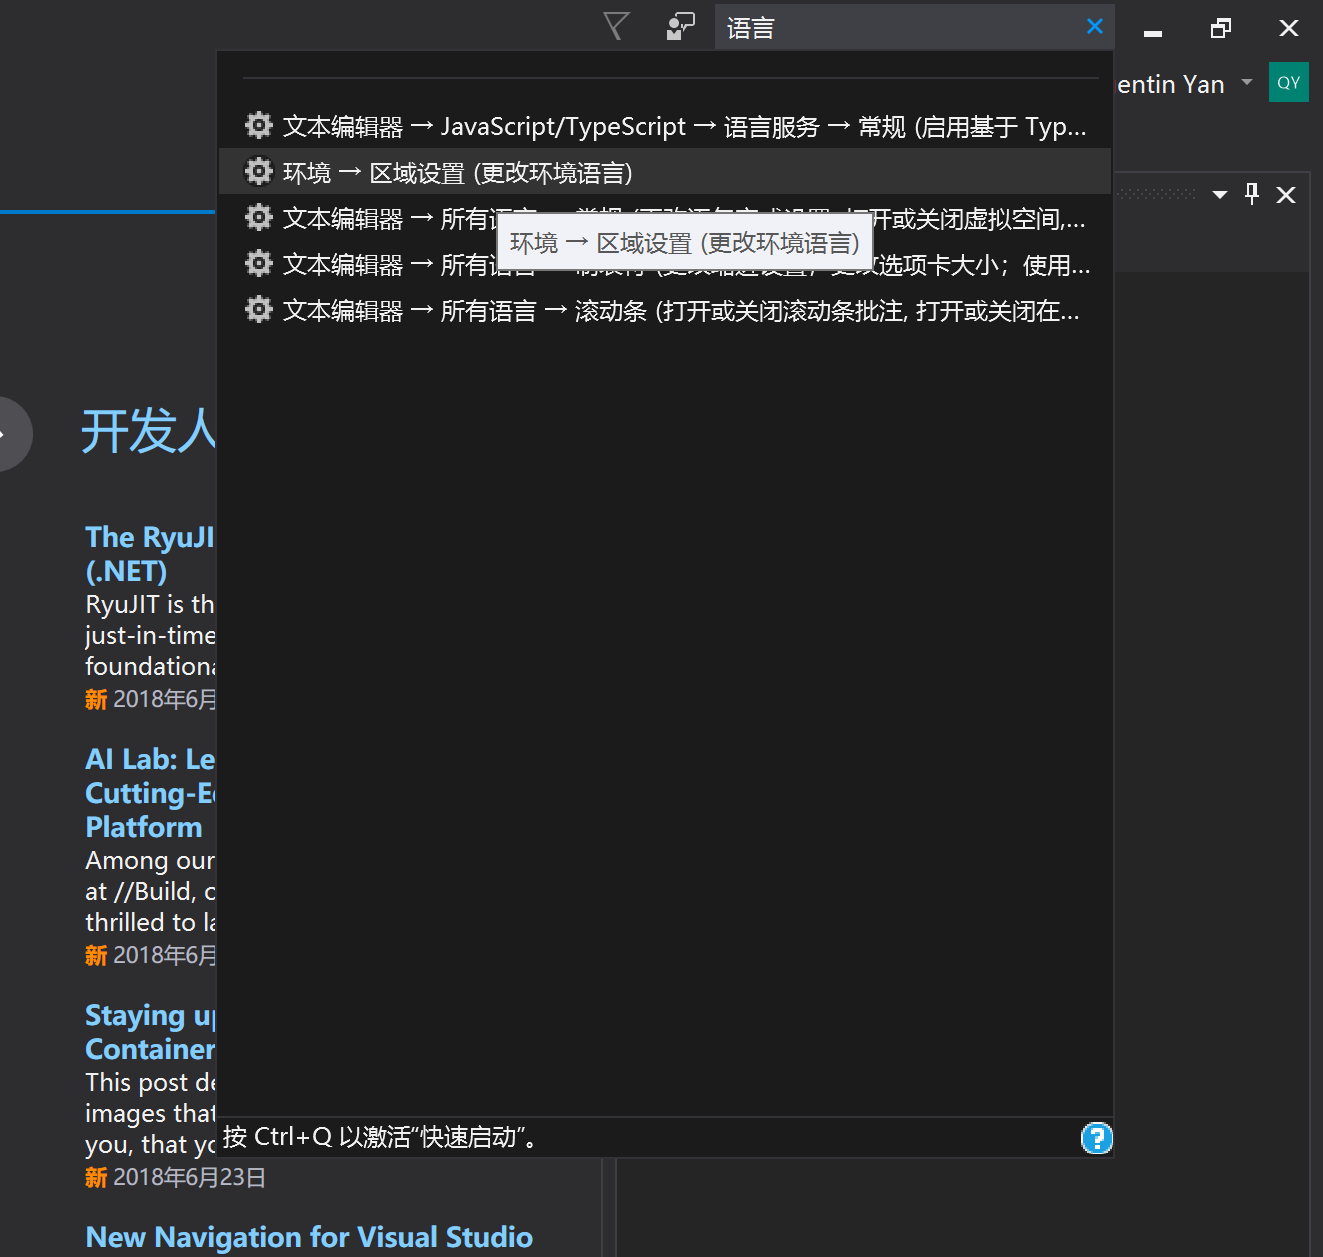 语言
entin Yan
QY
文本编辑器 → JavaScript/TypeScript → 语言服务 → 常规 (启用基于 Typ...
环境 → 区域设置 (更改环境语言)
文本编辑器 → 所有
开或关闭虚拟空间,...
环境 → 区域设置 (更改环境语言)
文本编辑器 → 所有
选项卡大小；使用...
文本编辑器 → 所有语言 → 滚动条 (打开或关闭滚动条批注, 打开或关闭在...
开发人
The RyuJI
(.NET)
RyuJIT is th
just-in-time
foundationa
新 2018年6月
AI Lab: Le
Cutting-Ed
Platform
Among our
at //Build, o
thrilled to la
新 2018年6月
Staying up
Container
This post de
images that
you, that yo
新 2018年6月23日
New Navigation for Visual Studio
按 Ctrl+Q 以激活“快速启动”。